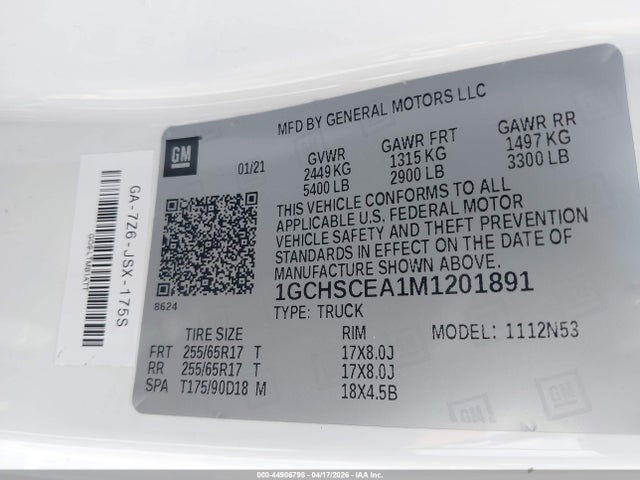 MFD BY GENERAL MOTORS LLC
GM
01/21
GVWR
2449 KG
5400 LB
GAWR FRT
1315 KG
2900 LB
GAWR RR
1497 KG
3300 LB
THIS VEHICLE CONFORMS TO ALL
APPLICABLE U.S. FEDERAL MOTOR
VEHICLE SAFETY AND THEFT PREVENTION
STANDARDS IN EFFECT ON THE DATE OF
MANUFACTURE SHOWN ABOVE.
1GCHSCEA1M1201891
8624
TYPE: TRUCK
MODEL: 1112N53
TIRE SIZE RIM
FRT 255/65R17 T 17X8.0J
RR 255/65R17 T 17X8.0J
SPA T175/90D18 M 18X4.5B
GA-7Z6-JSX-175S
000-44906798 - 04/17/2026 - IAA Inc.